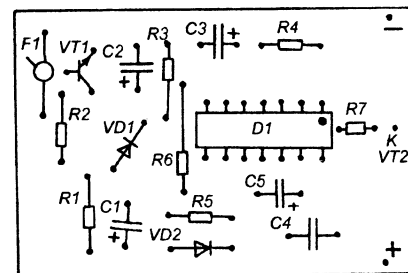 F1
VT1
C2
R3
C3
+
R4
−
+
R2
VD1
R6
D1
R7
К
VT2
R1
C1
+
VD2
R5
C5
+
C4
+